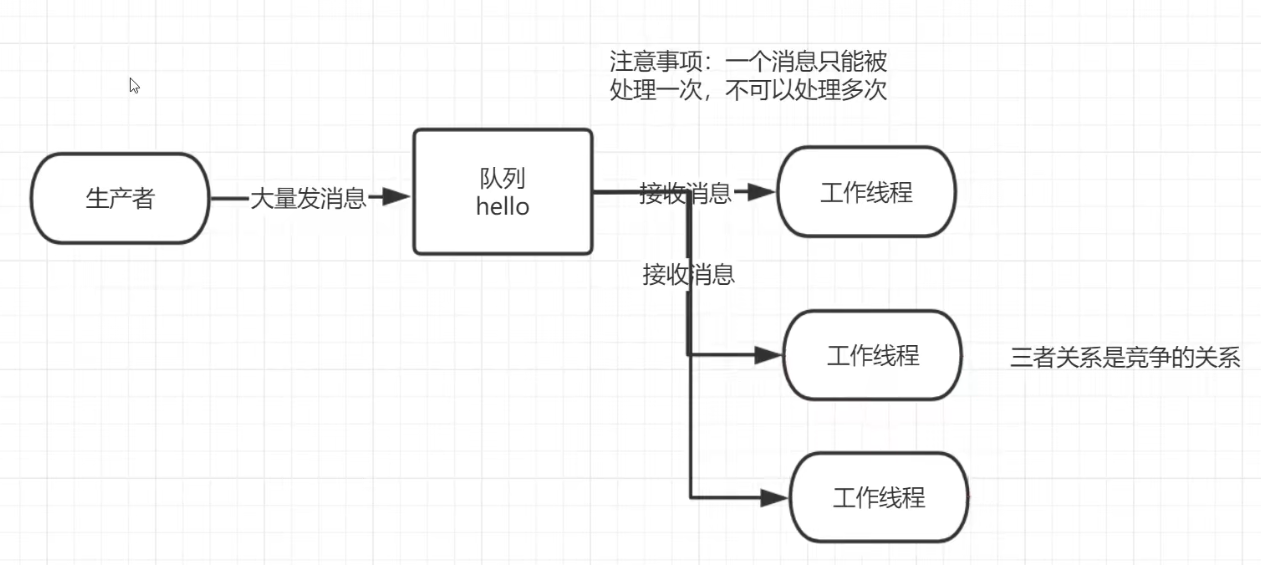 注意事项：一个消息只能被
处理一次，不可以处理多次
生产者
大量发消息
队列
hello
接收消息
工作线程
接收消息
工作线程
三者关系是竞争的关系
工作线程